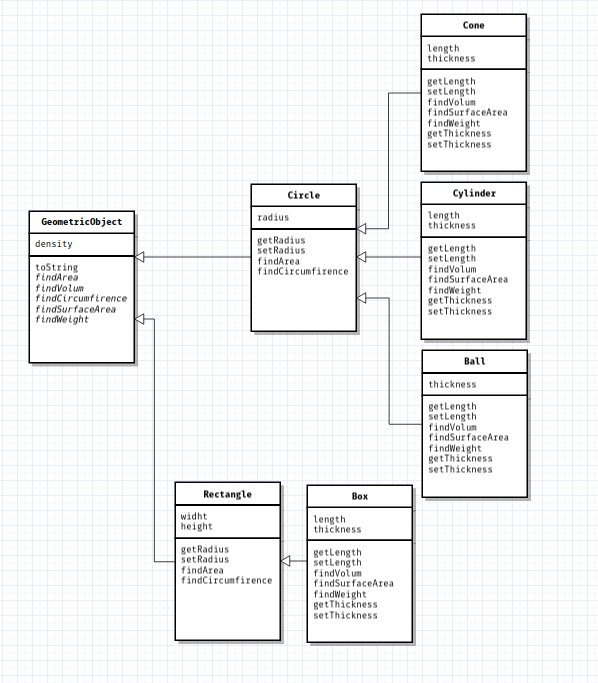 Cone
length
thickness
getLength
setLength
findVolum
findSurfaceArea
findWeight
getThickness
setThickness
Circle
radius
getRadius
setRadius
findArea
findCircumfirence
Cylinder
length
thickness
getLength
setLength
findVolum
findSurfaceArea
findWeight
getThickness
setThickness
GeometricObject
density
toString
findArea
findVolum
findCircumfirence
findSurfaceArea
findWeight
Ball
thickness
getLength
setLength
findVolum
findSurfaceArea
findWeight
getThickness
setThickness
Rectangle
widht
height
getRadius
setRadius
findArea
findCircumfirence
Box
length
thickness
getLength
setLength
findVolum
findSurfaceArea
findWeight
getThickness
setThickness